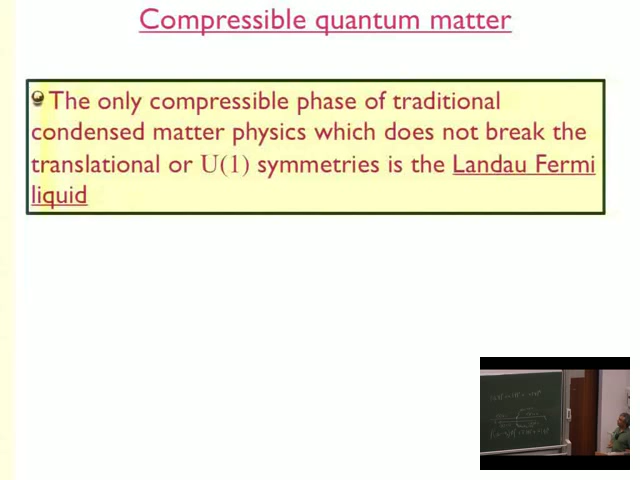 Compressible quantum matter
The only compressible phase of traditional
condensed matter physics which does not break the
translational or U(1) symmetries is the Landau Fermi
liquid